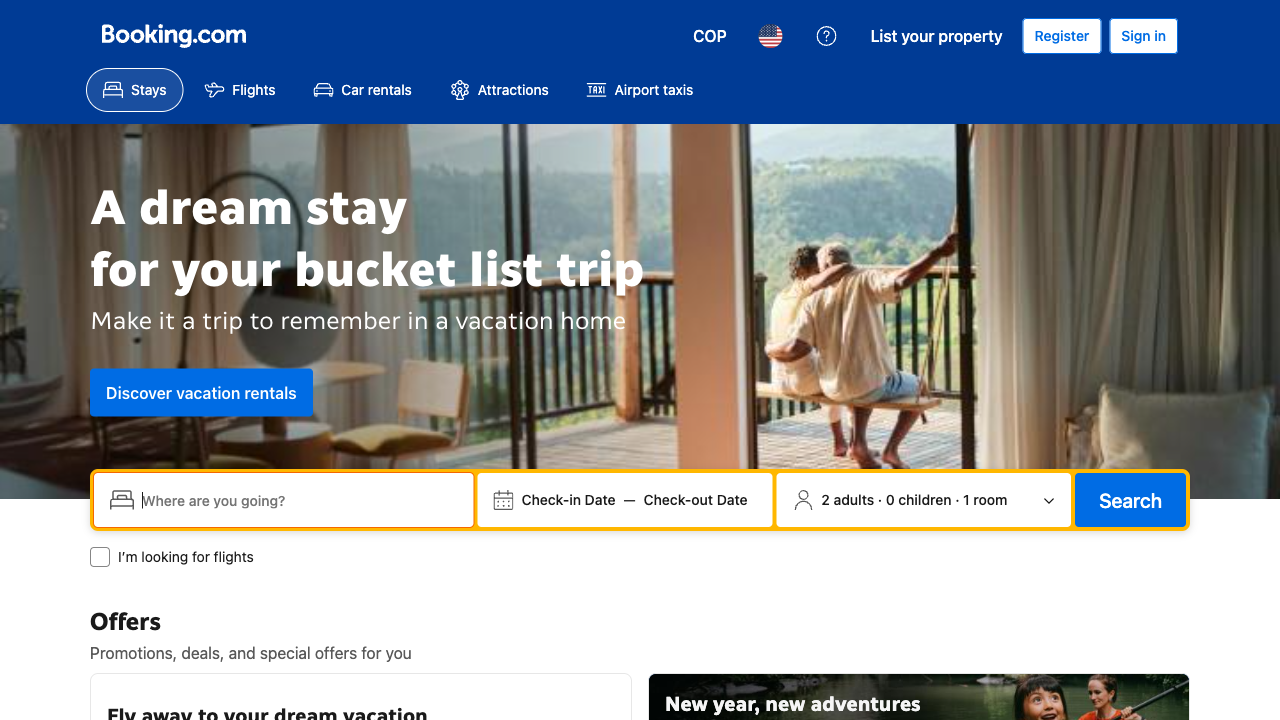 Booking.com
COP
List your property
Register
Sign in
Stays
Flights
Car rentals
Attractions
TAXI
Airport taxis
A dream stay
for your bucket list trip
Make it a trip to remember in a vacation home
Discover vacation rentals
Where are you going?
Check-in Date — Check-out Date
2 adults · 0 children · 1 room
Search
I'm looking for flights
Offers
Promotions, deals, and special offers for you
Fly away to your dream vacation
New year, new adventures